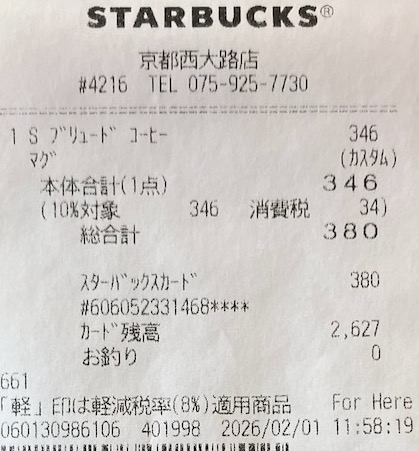 STARBUCKS®
京都西大路店
#4216 TEL 075-925-7730
1 S ブリュード コーヒー 346
マグ (カスタム)
本体合計(1点) 346
(10%対象 346 消費税 34)
総合計 380
スターバックスカード 380
#606052331468****
カード残高 2,627
お釣り 0
661
「軽」印は軽減税率(8%)適用商品 For Here
060130986106 401998 2026/02/01 11:58:19